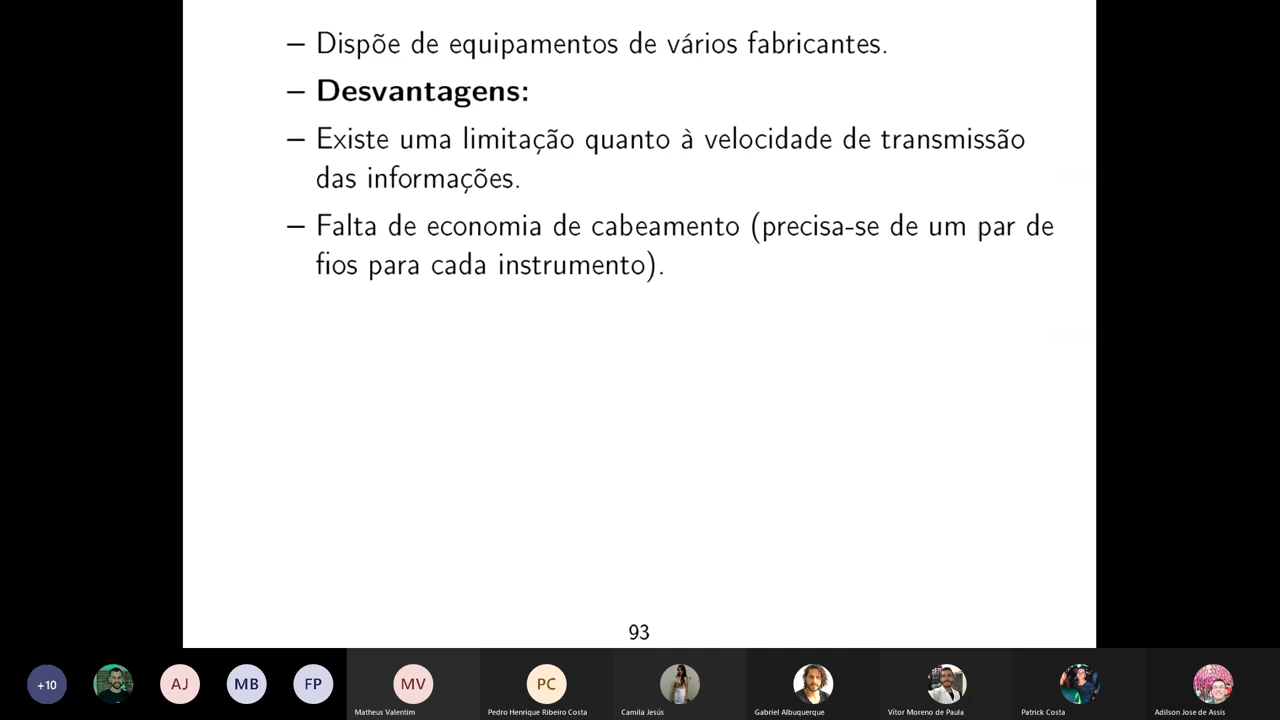 – Dispõe de equipamentos de vários fabricantes.
– Desvantagens:
– Existe uma limitação quanto à velocidade de transmissão
das informações.
– Falta de economia de cabeamento (precisa-se de um par de
fios para cada instrumento).
93
+10
AJ
MB
FP
MV
PC
Matheus Valentim
Pedro Henrique Ribeiro Costa
Camila Jesús
Gabriel Albuquerque
Vítor Moreno de Paula
Patrick Costa
Adilson Jose de Assis